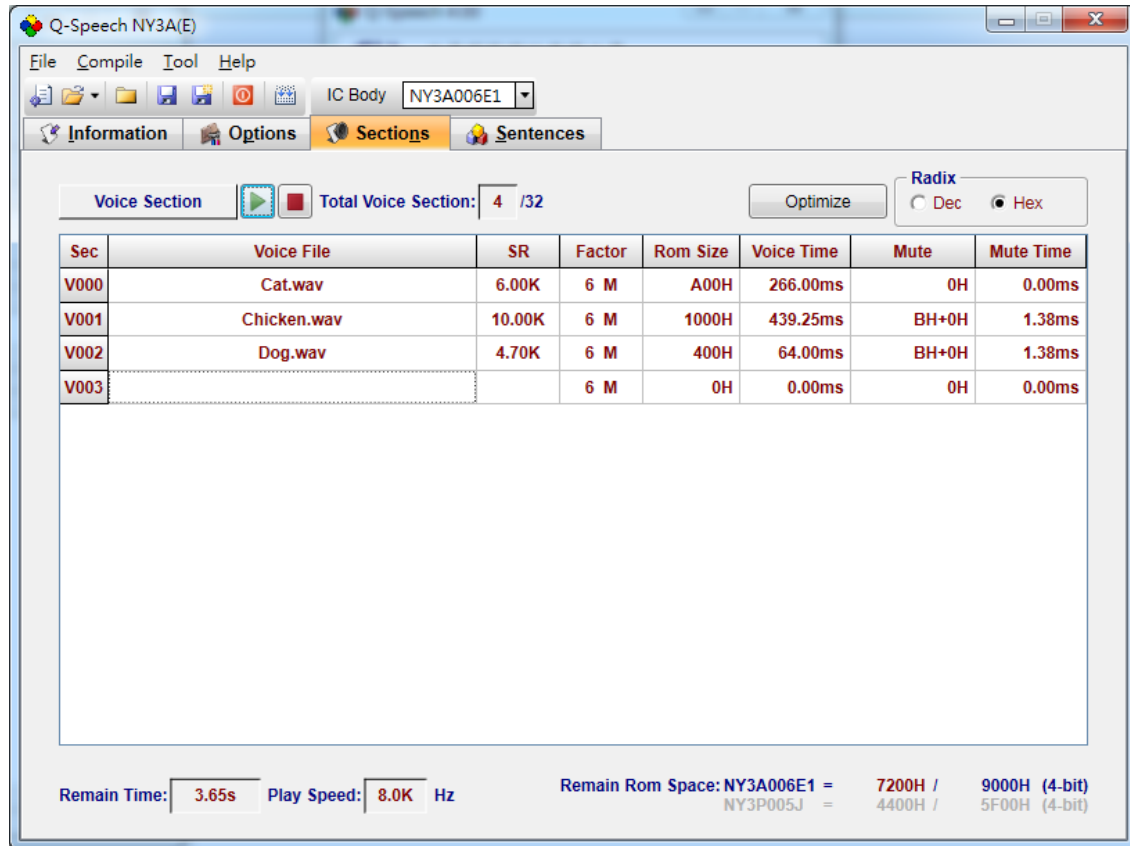 Q-Speech NY3A(E)
File Compile Tool Help
IC Body NY3A006E1
Information Options Sections Sentences
Voice Section Total Voice Section: 4 /32 Optimize Radix Dec Hex
Sec Voice File SR Factor Rom Size Voice Time Mute Mute Time
V000 Cat.wav 6.00K 6 M A00H 266.00ms 0H 0.00ms
V001 Chicken.wav 10.00K 6 M 1000H 439.25ms BH+0H 1.38ms
V002 Dog.wav 4.70K 6 M 400H 64.00ms BH+0H 1.38ms
V003 6 M 0H 0.00ms 0H 0.00ms
Remain Time: 3.65s Play Speed: 8.0K Hz Remain Rom Space: NY3A006E1 = 7200H / 9000H (4-bit)
NY3P005J = 4400H / 5F00H (4-bit)